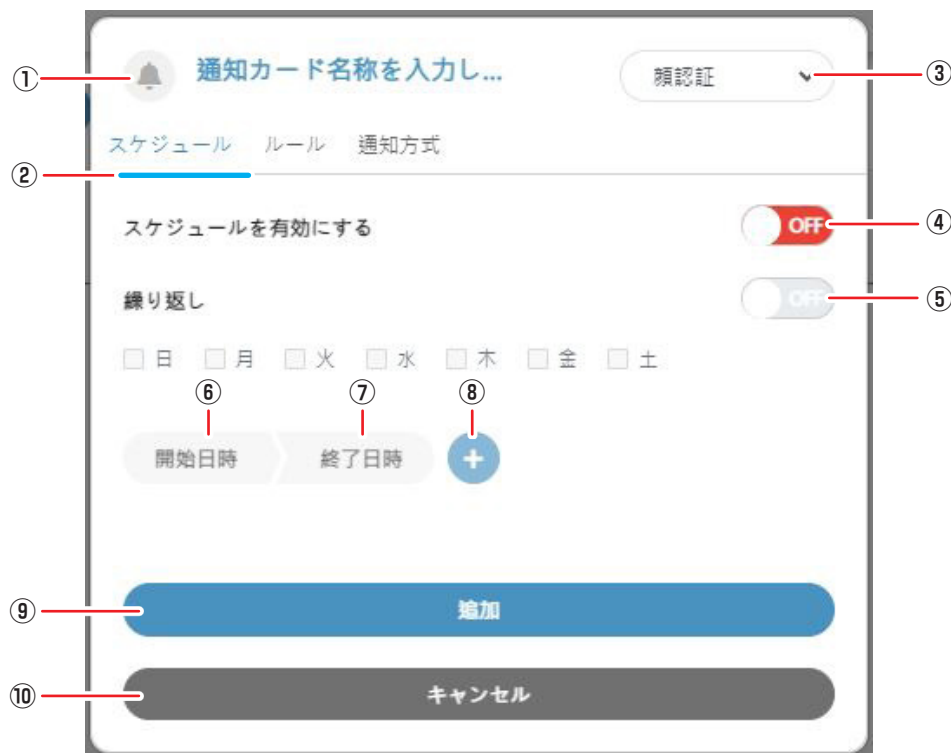 ① 通知カード名称を入力し... 顔認証 ③
スケジュール ルール 通知方式
②
スケジュールを有効にする OFF ④
繰り返し OFF ⑤
日 月 火 水 木 金 土
⑥ ⑦ ⑧
開始日時 終了日時 +
⑨ 追加
⑩ キャンセル